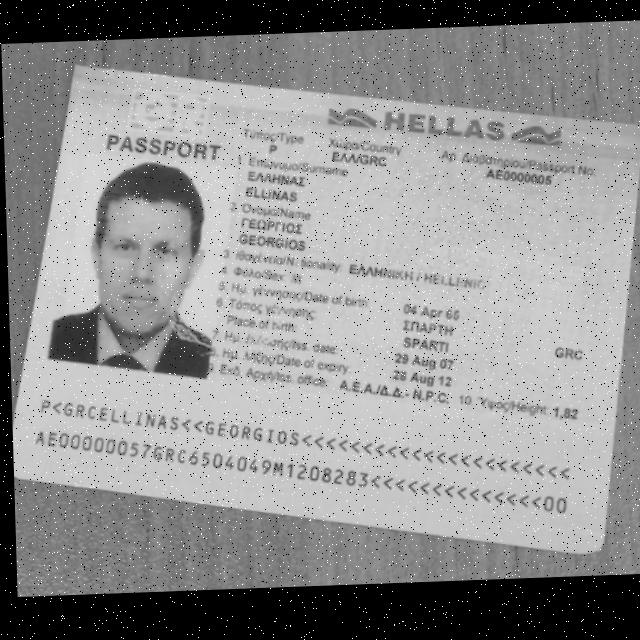 HELLAS
PASSPORT
Τύπος/Type Χώρα/Country Αρ. Διαβατηρίου/Passport No:
P ΕΛΛ/GRC AE0000005
1. Επώνυμο/Surname
ΕΛΛΗΝΑΣ
ELLINAS
2. Όνομα/Name
ΓΕΩΡΓΙΟΣ
GEORGIOS
3. ΕΛΛΗΝΙΚΗ / HELLENIC
4. Φύλο/Sex
5. Ημ. γέννησης/Date of birth 04 Apr 65
6. Τόπος γέννησης ΣΠΑΡΤΗ
Place of birth SPARTI GRC
7. Ημ. έκδοσης/Iss. date 29 Aug 07
8. Ημ. λήξης/Date of expiry 28 Aug 12
9. Εκδ. Αρχή/Iss. office Α.Ε.Α./Δ.Δ.- N.P.C. 10. Ύψος/Height 1,82
P<GRCELLINAS<<GEORGIOS<<<<<<<<<<<<<<<<<<<<<<
AE00000057GRC6504049M1208283<<<<<<<<<<<<<<00